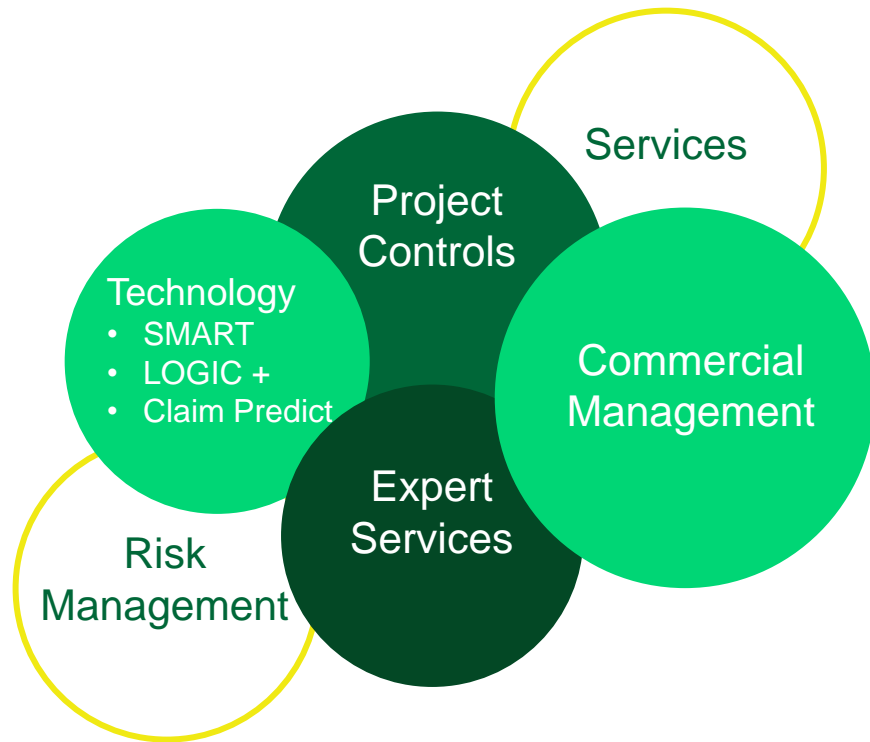 Services
Project
Controls
Technology
• SMART
• LOGIC +
• Claim Predict
Commercial
Management
Expert
Services
Risk
Management